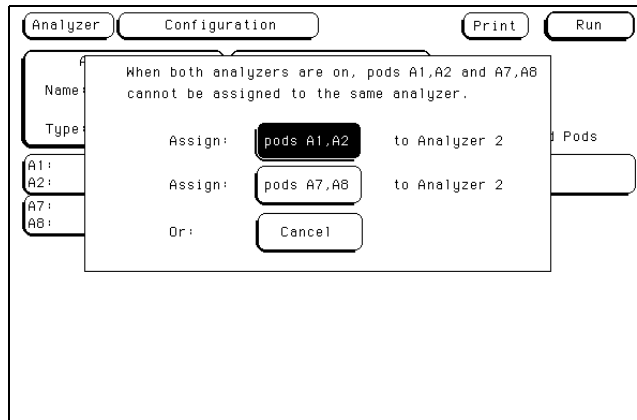 Analyzer Configuration Print Run
When both analyzers are on, pods A1,A2 and A7,A8
cannot be assigned to the same analyzer.
Name:
Type:
Assign: pods A1,A2 to Analyzer 2
Pods
A1:
A2:
Assign: pods A7,A8 to Analyzer 2
A7:
A8:
Or: Cancel